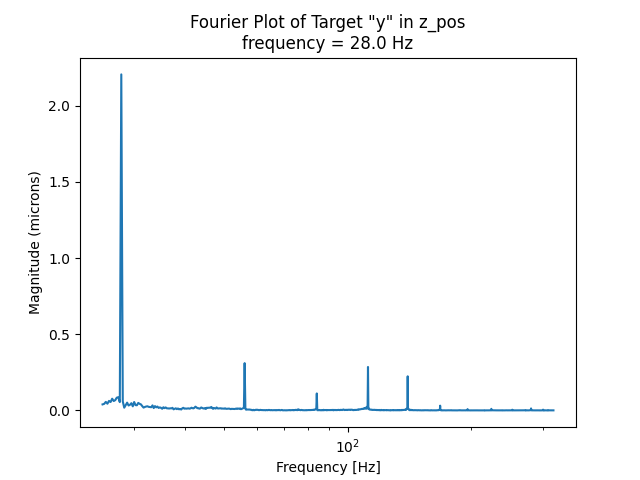 Fourier Plot of Target "y" in z_pos
frequency = 28.0 Hz
2.0
1.5
1.0
0.5
0.0
Magnitude (microns)
10²
Frequency [Hz]